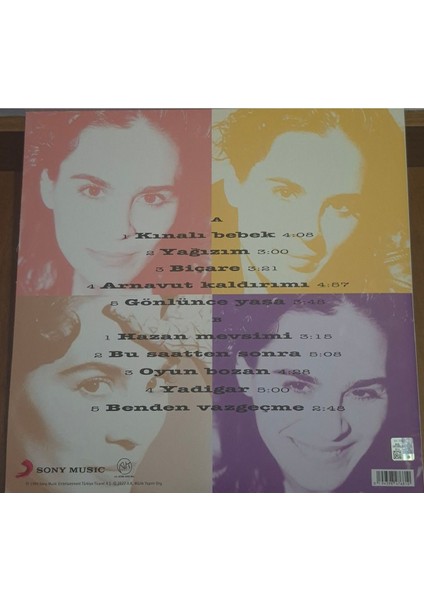 A
1 Kınalı bebek 4:08
2 Yağızım 3:00
3 Biçare 3:21
4 Arnavut kaldırımı 4:57
5 Gönlünce yaşa 3:48
B
1 Hazan mevsimi 3:15
2 Bu saatten sonra 5:08
3 Oyun bozan 4:28
4 Yadigar 5:00
5 Benden vazgeçme 2:48
SONY MUSIC